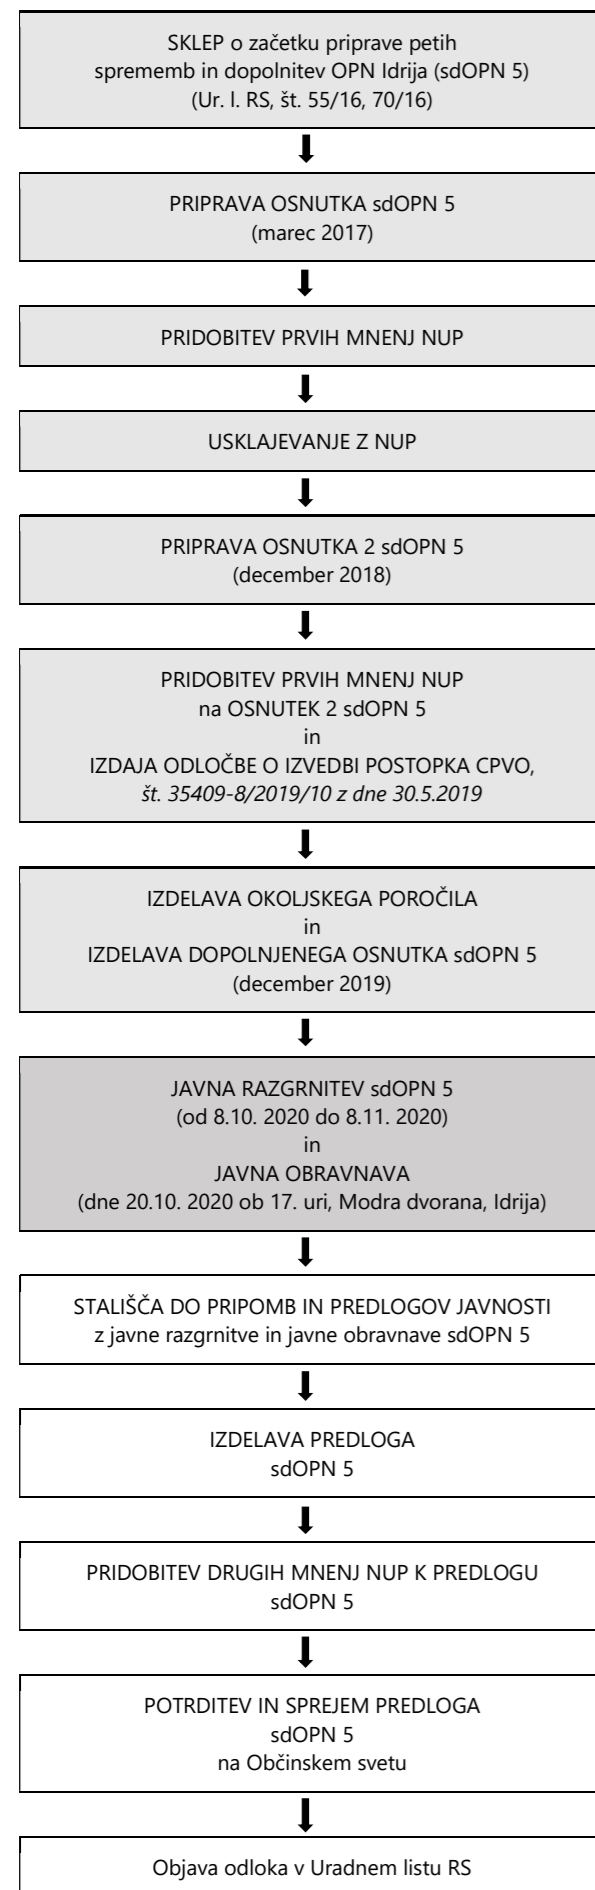 SKLEP o začetku priprave petih
sprememb in dopolnitev OPN Idrija (sdOPN 5)
(Ur. l. RS, št. 55/16, 70/16)
PRIPRAVA OSNUTKA sdOPN 5
(marec 2017)
PRIDOBITEV PRVIH MNENJ NUP
USKLAJEVANJE Z NUP
PRIPRAVA OSNUTKA 2 sdOPN 5
(december 2018)
PRIDOBITEV PRVIH MNENJ NUP
na OSNUTEK 2 sdOPN 5
in
IZDAJA ODLOČBE O IZVEDBI POSTOPKA CPVO,
št. 35409-8/2019/10 z dne 30.5.2019
IZDELAVA OKOLJSKEGA POROČILA
in
IZDELAVA DOPOLNJENEGA OSNUTKA sdOPN 5
(december 2019)
JAVNA RAZGRNITEV sdOPN 5
(od 8.10. 2020 do 8.11. 2020)
in
JAVNA OBRAVNAVA
(dne 20.10. 2020 ob 17. uri, Modra dvorana, Idrija)
STALIŠČA DO PRIPOMB IN PREDLOGOV JAVNOSTI
z javne razgrnitve in javne obravnave sdOPN 5
IZDELAVA PREDLOGA
sdOPN 5
PRIDOBITEV DRUGIH MNENJ NUP K PREDLOGU
sdOPN 5
POTRDITEV IN SPREJEM PREDLOGA
sdOPN 5
na Občinskem svetu
Objava odloka v Uradnem listu RS